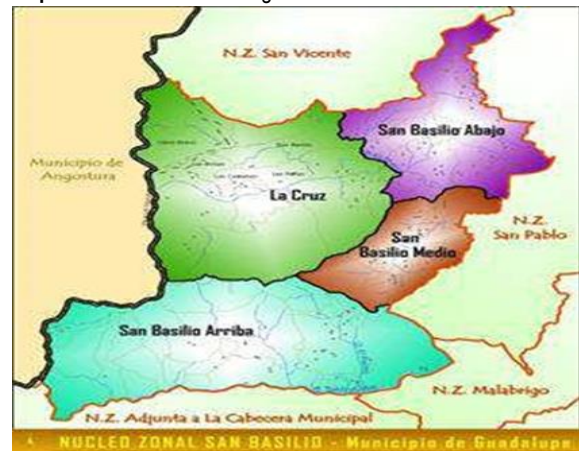 N.Z. San Vicente
San Basilio Abajo
Municipio de
Angostura
La Cruz
N.Z.
San Pablo
San
Basilio Medio
San Basilio Arriba
N.Z. Malabrigo
N.Z. Adjunta a La Cabecera Municipal
NUCLEO ZONAL SAN BASILIO - Municipio de Guadalupe